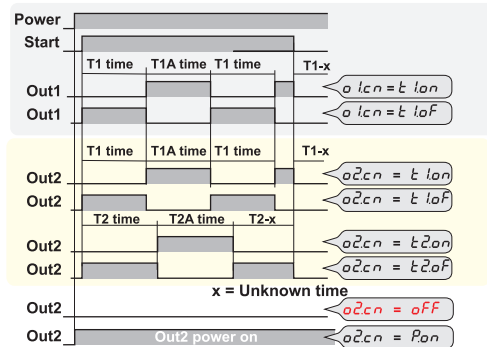 Power
Start
T1 time T1A time T1 time T1-x
Out1 o1.cn = t1.on
Out1 o1.cn = t1.oF
T1 time T1A time T1 time T1-x
Out2 o2.cn = t1.on
Out2 o2.cn = t1.oF
T2 time T2A time T2-x
Out2 o2.cn = t2.on
Out2 o2.cn = t2.oF
x = Unknown time
Out2 o2.cn = oFF
Out2 Out2 power on o2.cn = P.on